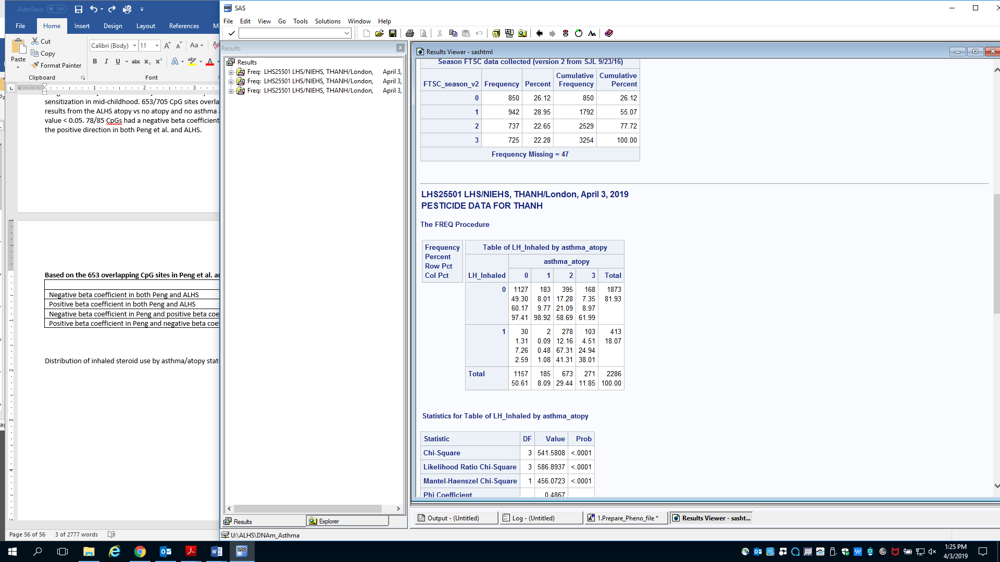 AutoSave Off
File Home Insert Design Layout References
Paste
Cut
Copy
Format Painter
Clipboard
Calibri (Body) 11
Font
sensitization in mid-childhood. 653/705 CpG sites overla
results from the ALHS atopy vs no atopy and no asthma
value < 0.05. 78/85 CpGs had a negative beta coefficient
the positive direction in both Peng et al. and ALHS.
Based on the 653 overlapping CpG sites in Peng et al. an
Negative beta coefficient in both Peng and ALHS
Positive beta coefficient in both Peng and ALHS
Negative beta coefficient in Peng and positive beta coe
Positive beta coefficient in Peng and negative beta coef
Distribution of inhaled steroid use by asthma/atopy stat
Page 56 of 56 3 of 2777 words
SAS
File Edit View Go Tools Solutions Window Help
Results
Results
Freq: LHS25501 LHS/NIEHS, THANH/London, April 3,
Freq: LHS25501 LHS/NIEHS, THANH/London, April 3,
Freq: LHS25501 LHS/NIEHS, THANH/London, April 3,
Results Explorer
U:\ALHS\DNAm_Asthma
Results Viewer - sashtml
Season FTSC data collected (version 2 from SJL 9/23/16)
FTSC_season_v2 Frequency Percent Cumulative Frequency Cumulative Percent
0 850 26.12 850 26.12
1 942 28.95 1792 55.07
2 737 22.65 2529 77.72
3 725 22.28 3254 100.00
Frequency Missing = 47
LHS25501 LHS/NIEHS, THANH/London, April 3, 2019
PESTICIDE DATA FOR THANH
The FREQ Procedure
Frequency
Percent
Row Pct
Col Pct
Table of LH_Inhaled by asthma_atopy
asthma_atopy
LH_Inhaled 0 1 2 3 Total
0 1127 183 395 168 1873
49.30 8.01 17.28 7.35 81.93
60.17 9.77 21.09 8.97
97.41 98.92 58.69 61.99
1 30 2 278 103 413
1.31 0.09 12.16 4.51 18.07
7.26 0.48 67.31 24.94
2.59 1.08 41.31 38.01
Total 1157 185 673 271 2286
50.61 8.09 29.44 11.85 100.00
Statistics for Table of LH_Inhaled by asthma_atopy
Statistic DF Value Prob
Chi-Square 3 541.5808 <.0001
Likelihood Ratio Chi-Square 3 586.8937 <.0001
Mantel-Haenszel Chi-Square 1 456.0723 <.0001
Phi Coefficient 0.4867
Output - (Untitled) Log - (Untitled) 1.Prepare_Pheno_file * Results Viewer - sasht...
1:25 PM
4/3/2019